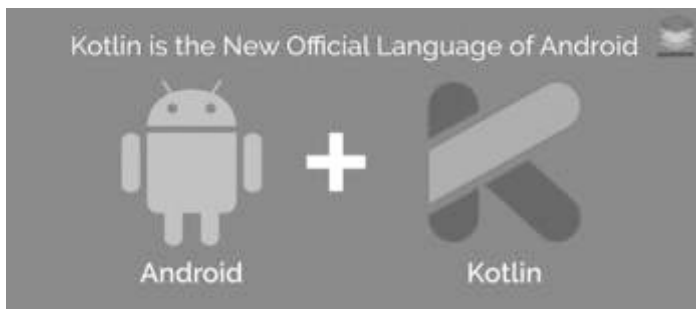 Kotlin is the New Official Language of Android
Android
Kotlin